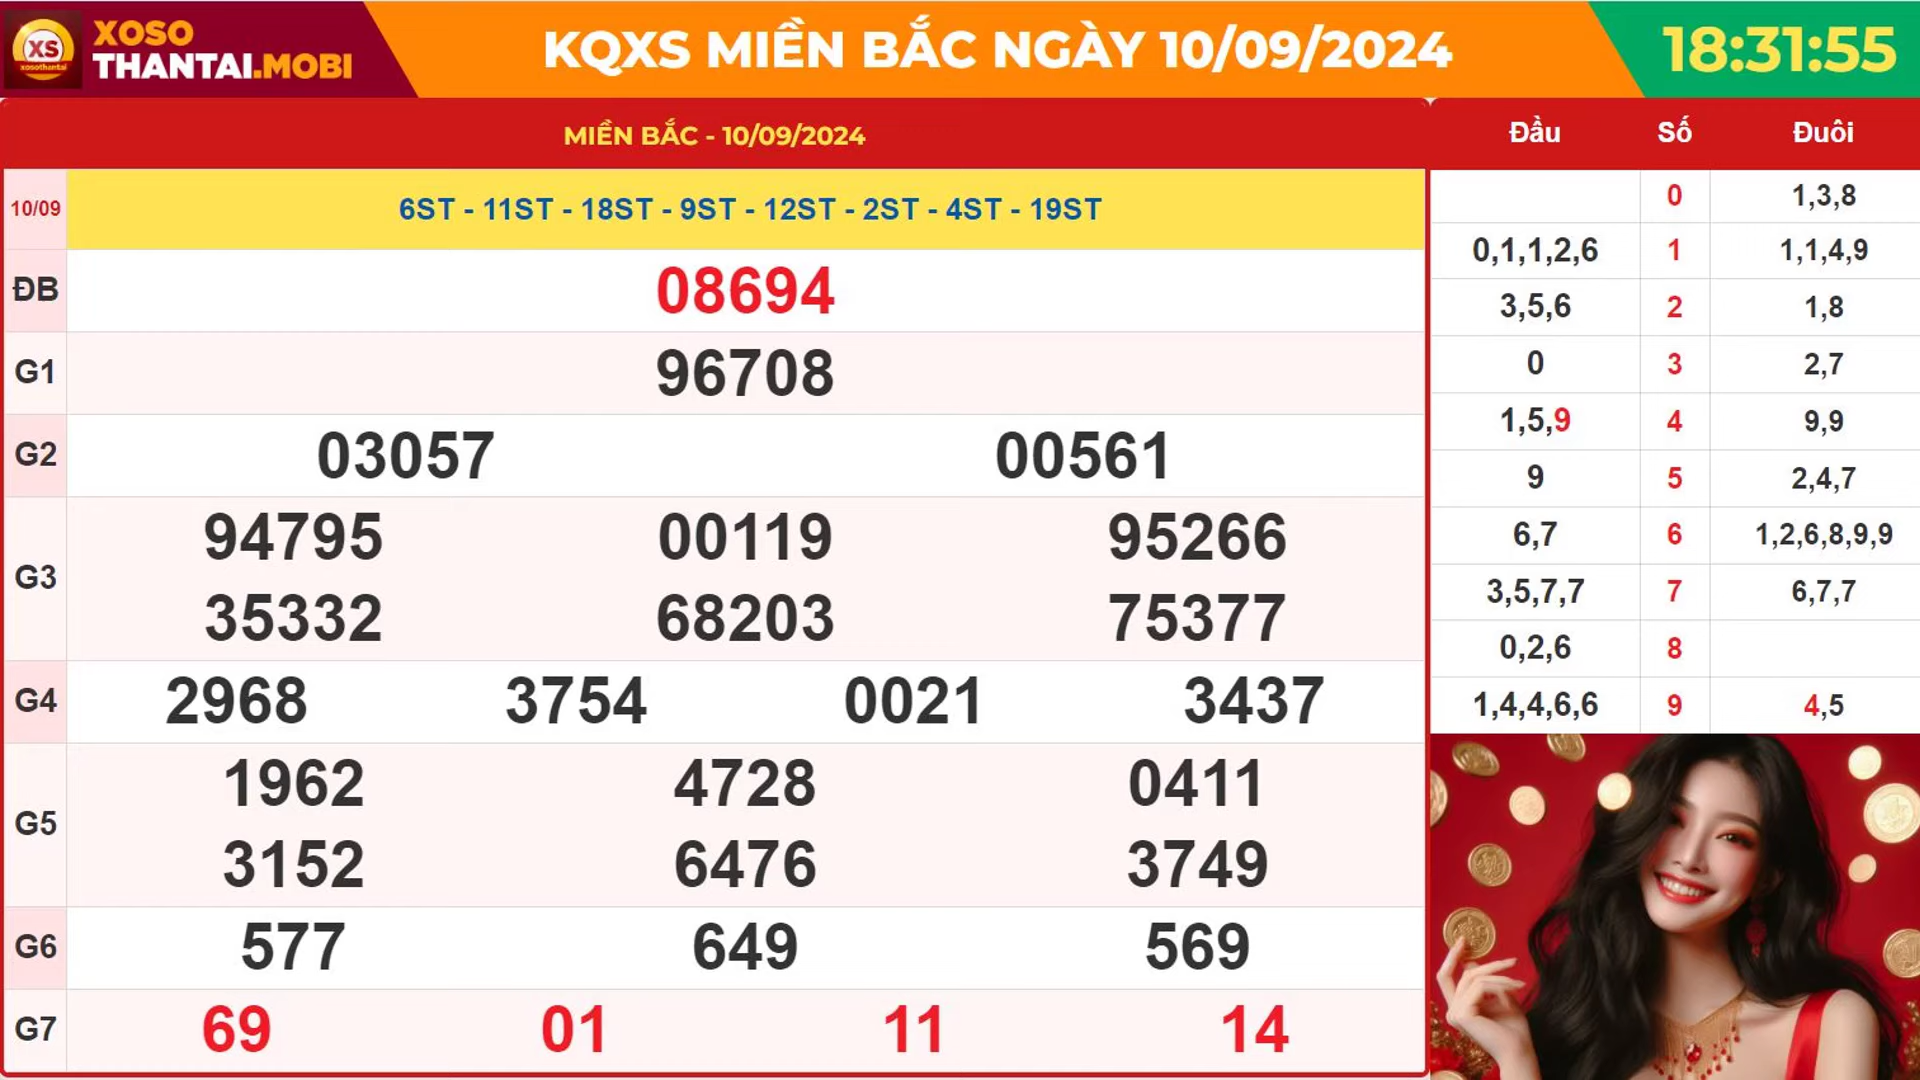 XS
xosothantai
XOSO
THANTAI.MOBI
KQXS MIỀN BẮC NGÀY 10/09/2024
18:31:55
MIỀN BẮC - 10/09/2024
10/09 6ST - 11ST - 18ST - 9ST - 12ST - 2ST - 4ST - 19ST
ĐB 08694
G1 96708
G2 03057 00561
G3 94795 00119 95266
35332 68203 75377
G4 2968 3754 0021 3437
G5 1962 4728 0411
3152 6476 3749
G6 577 649 569
G7 69 01 11 14
Đầu Số Đuôi
0 1,3,8
0,1,1,2,6 1 1,1,4,9
3,5,6 2 1,8
0 3 2,7
1,5,9 4 9,9
9 5 2,4,7
6,7 6 1,2,6,8,9,9
3,5,7,7 7 6,7,7
0,2,6 8
1,4,4,6,6 9 4,5